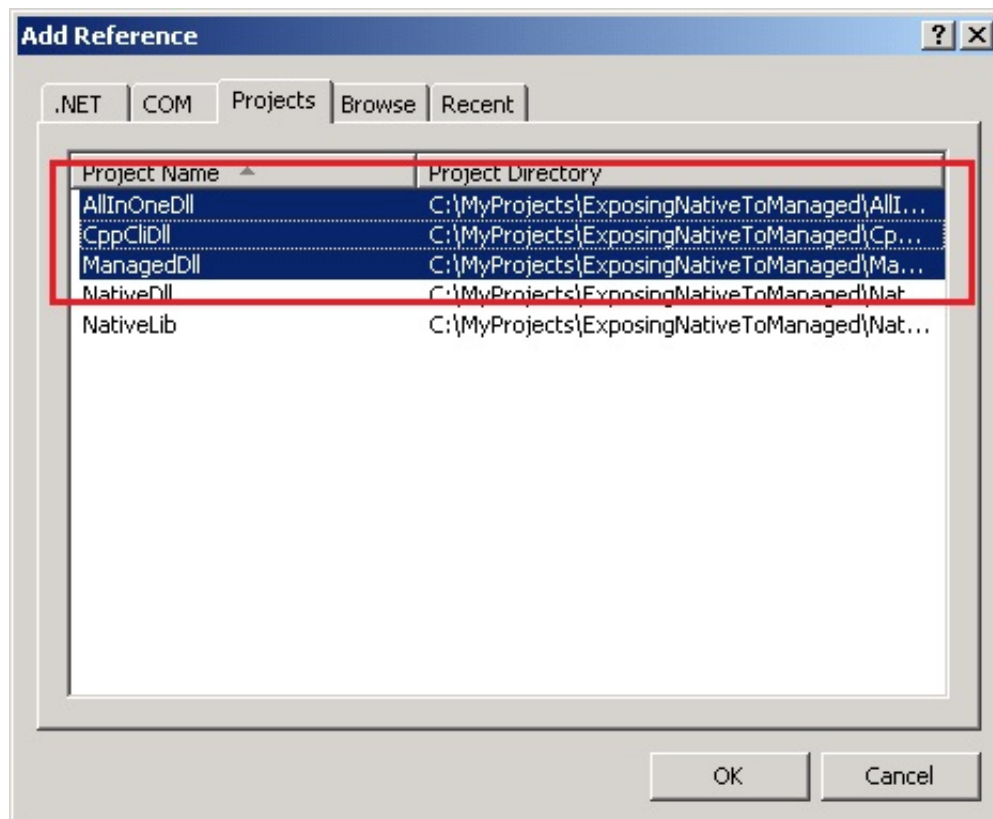 Add Reference
.NET COM Projects Browse Recent
Project Name Project Directory
AllInOneDll C:\MyProjects\ExposingNativeToManaged\AllI...
CppCliDll C:\MyProjects\ExposingNativeToManaged\Cp...
ManagedDll C:\MyProjects\ExposingNativeToManaged\Ma...
NativeDll C:\MyProjects\ExposingNativeToManaged\Nat...
NativeLib C:\MyProjects\ExposingNativeToManaged\Nat...
OK Cancel